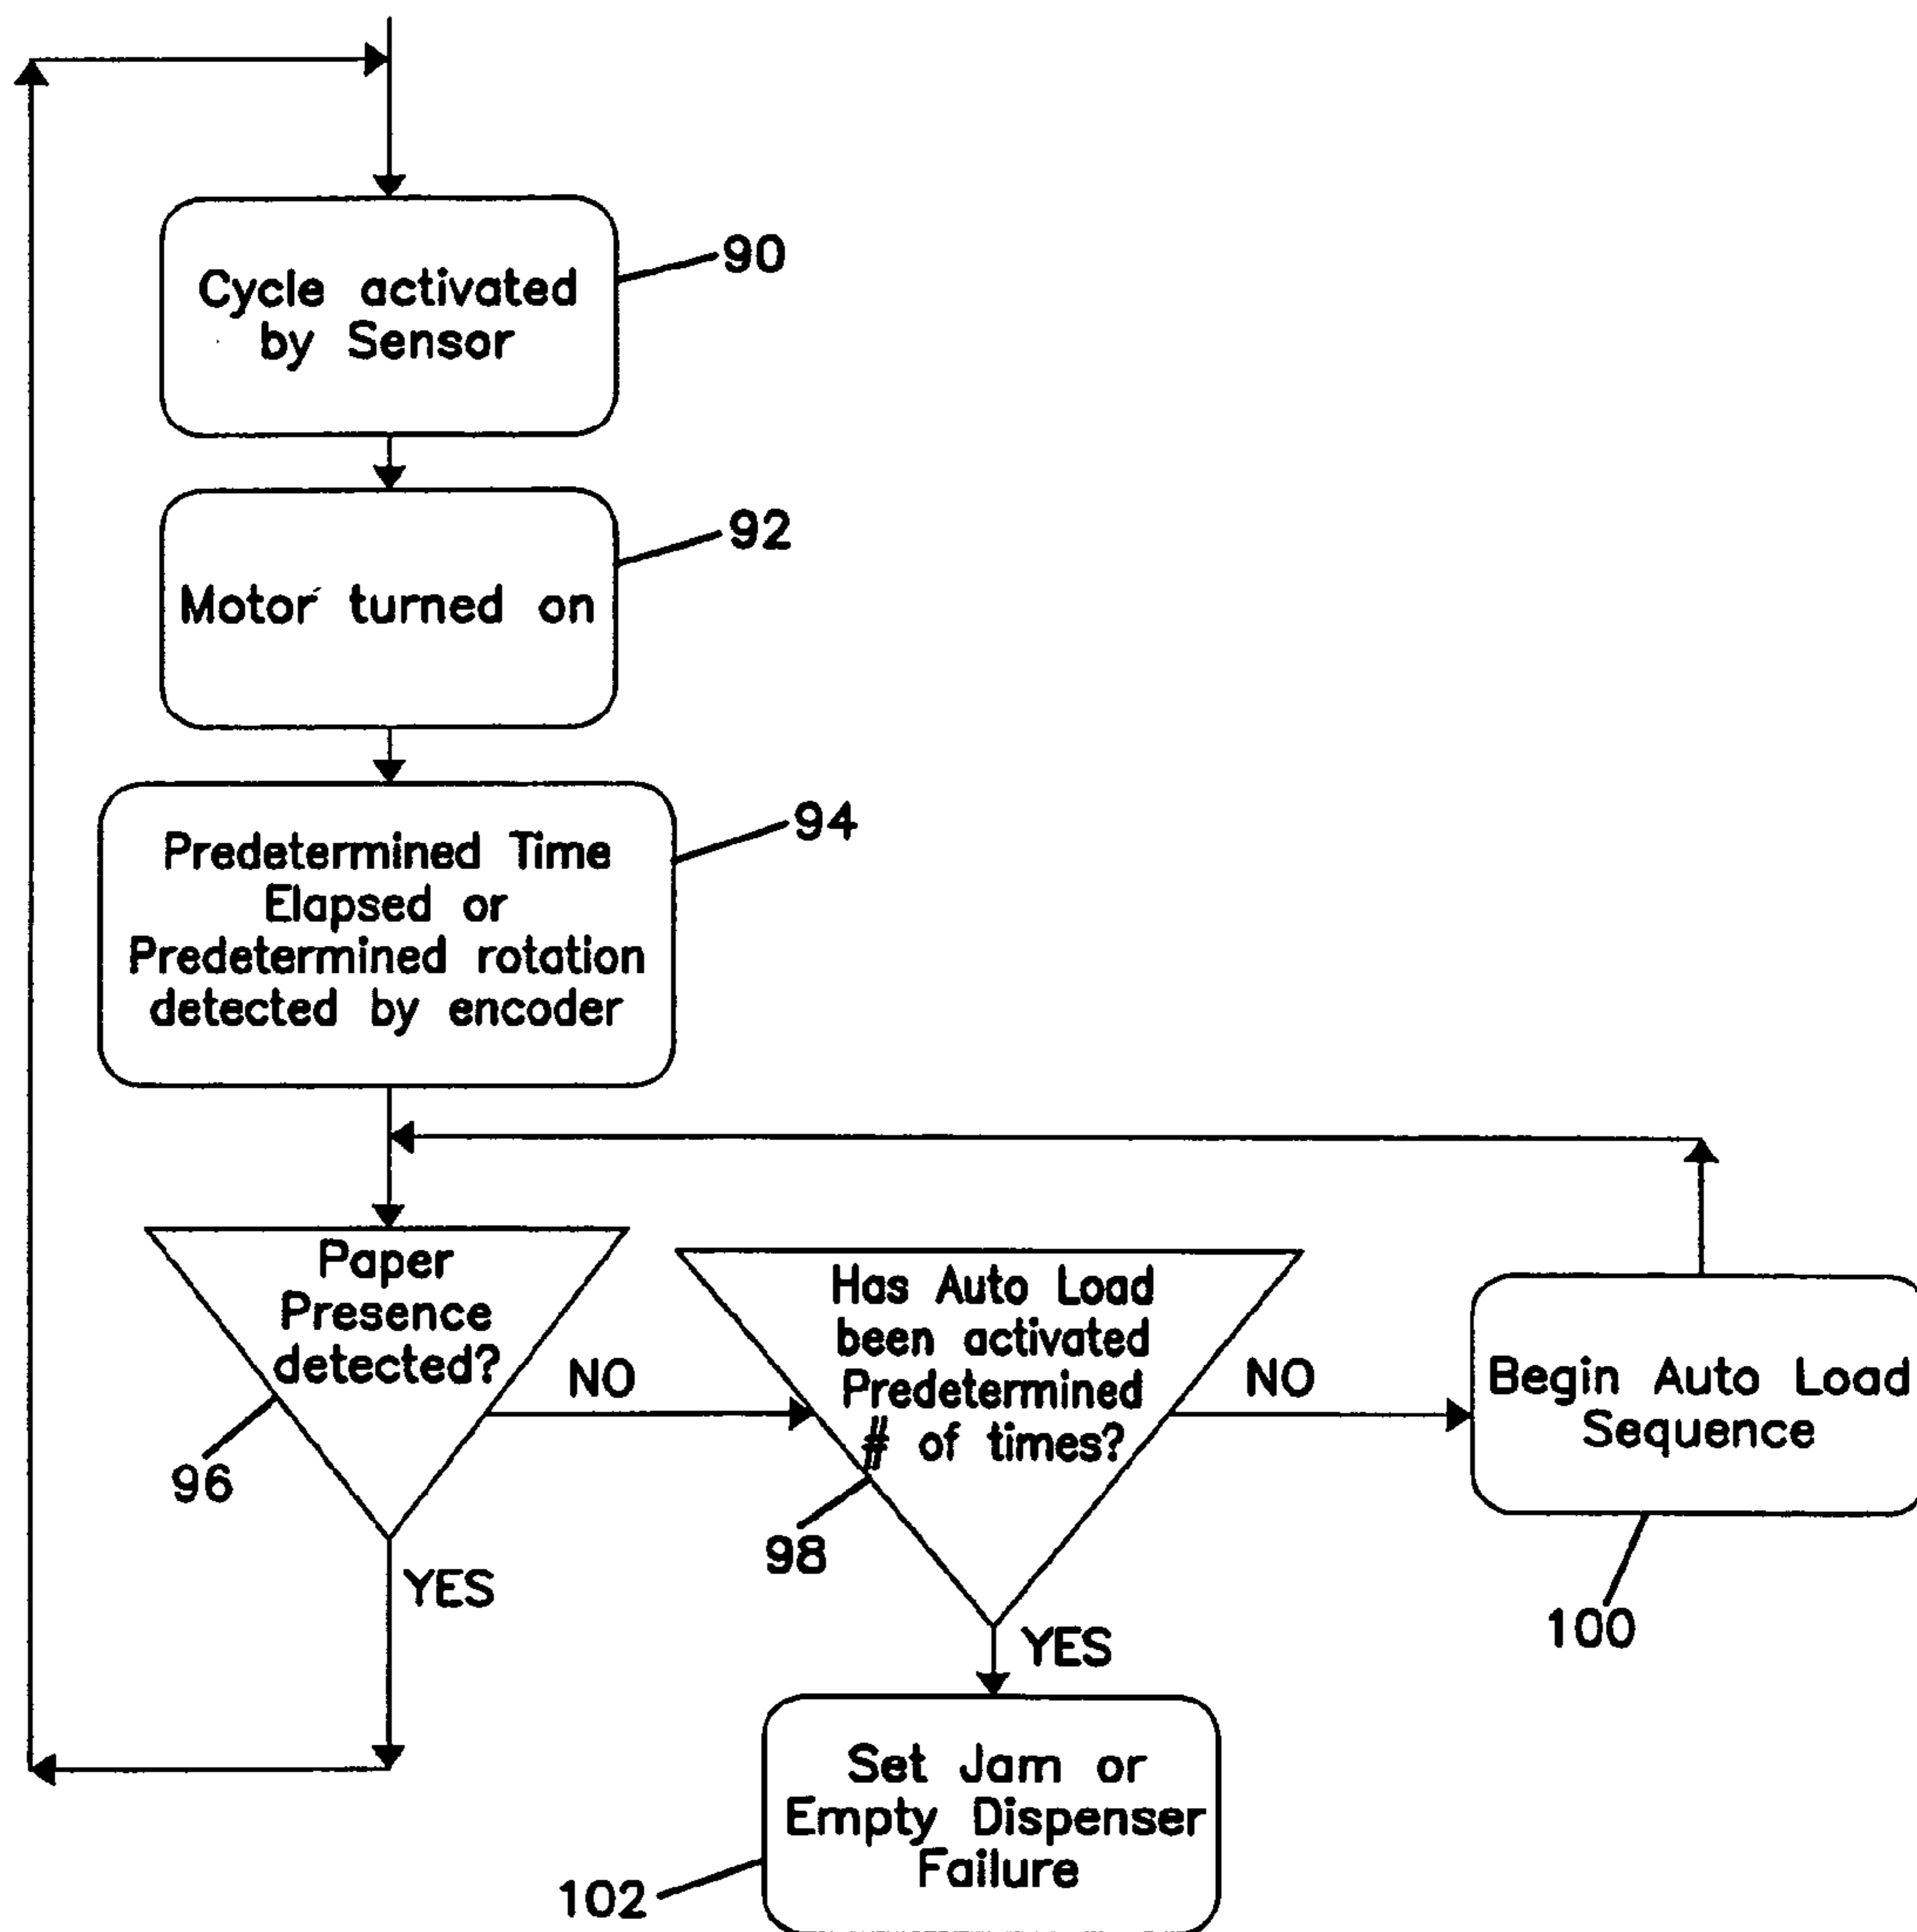 Cycle activated
by Sensor
90
Motor turned on
92
Predetermined Time
Elapsed or
Predetermined rotation
detected by encoder
94
Paper
Presence
detected?
96
NO
YES
Has Auto Load
been activated
Predetermined
# of times?
98
NO
YES
Begin Auto Load
Sequence
100
Set Jam or
Empty Dispenser
Failure
102